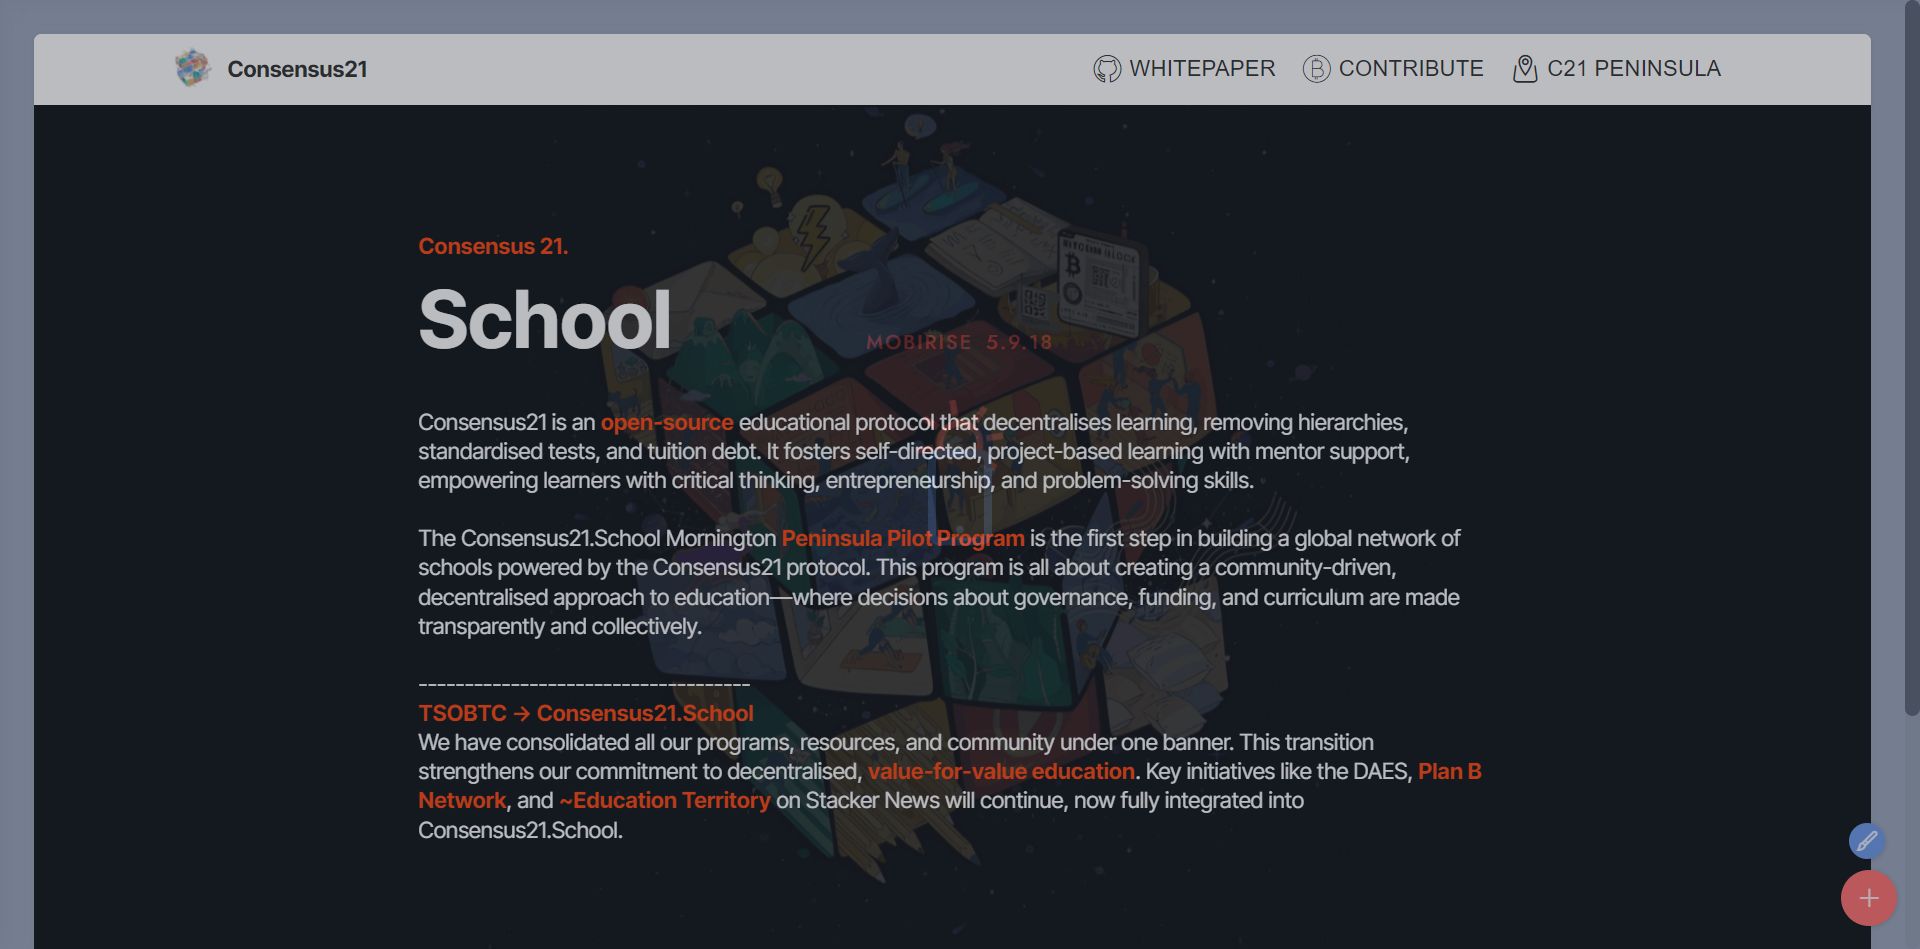 Consensus21
WHITEPAPER
CONTRIBUTE
C21 PENINSULA
Consensus 21.
School
MOBIRISE 5.9.18
Consensus21 is an open-source educational protocol that decentralises learning, removing hierarchies,
standardised tests, and tuition debt. It fosters self-directed, project-based learning with mentor support,
empowering learners with critical thinking, entrepreneurship, and problem-solving skills.
The Consensus21.School Mornington Peninsula Pilot Program is the first step in building a global network of
schools powered by the Consensus21 protocol. This program is all about creating a community-driven,
decentralised approach to education—where decisions about governance, funding, and curriculum are made
transparently and collectively.
------------------------------------
TSOBTC → Consensus21.School
We have consolidated all our programs, resources, and community under one banner. This transition
strengthens our commitment to decentralised, value-for-value education. Key initiatives like the DAES, Plan B
Network, and ~Education Territory on Stacker News will continue, now fully integrated into
Consensus21.School.